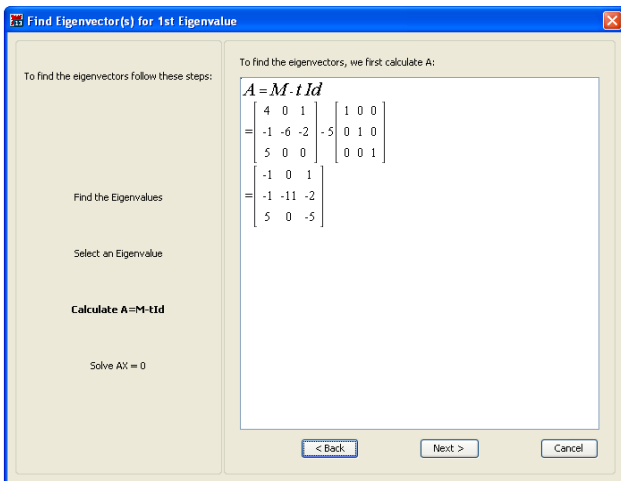 Find Eigenvector(s) for 1st Eigenvalue
To find the eigenvectors follow these steps:
Find the Eigenvalues
Select an Eigenvalue
Calculate A=M-tId
Solve AX = 0
To find the eigenvectors, we first calculate A:
A = M - t Id
4 0 1 1 0 0
= -1 -6 -2 - 5 0 1 0
5 0 0 0 0 1
-1 0 1
= -1 -11 -2
5 0 -5
< Back Next > Cancel